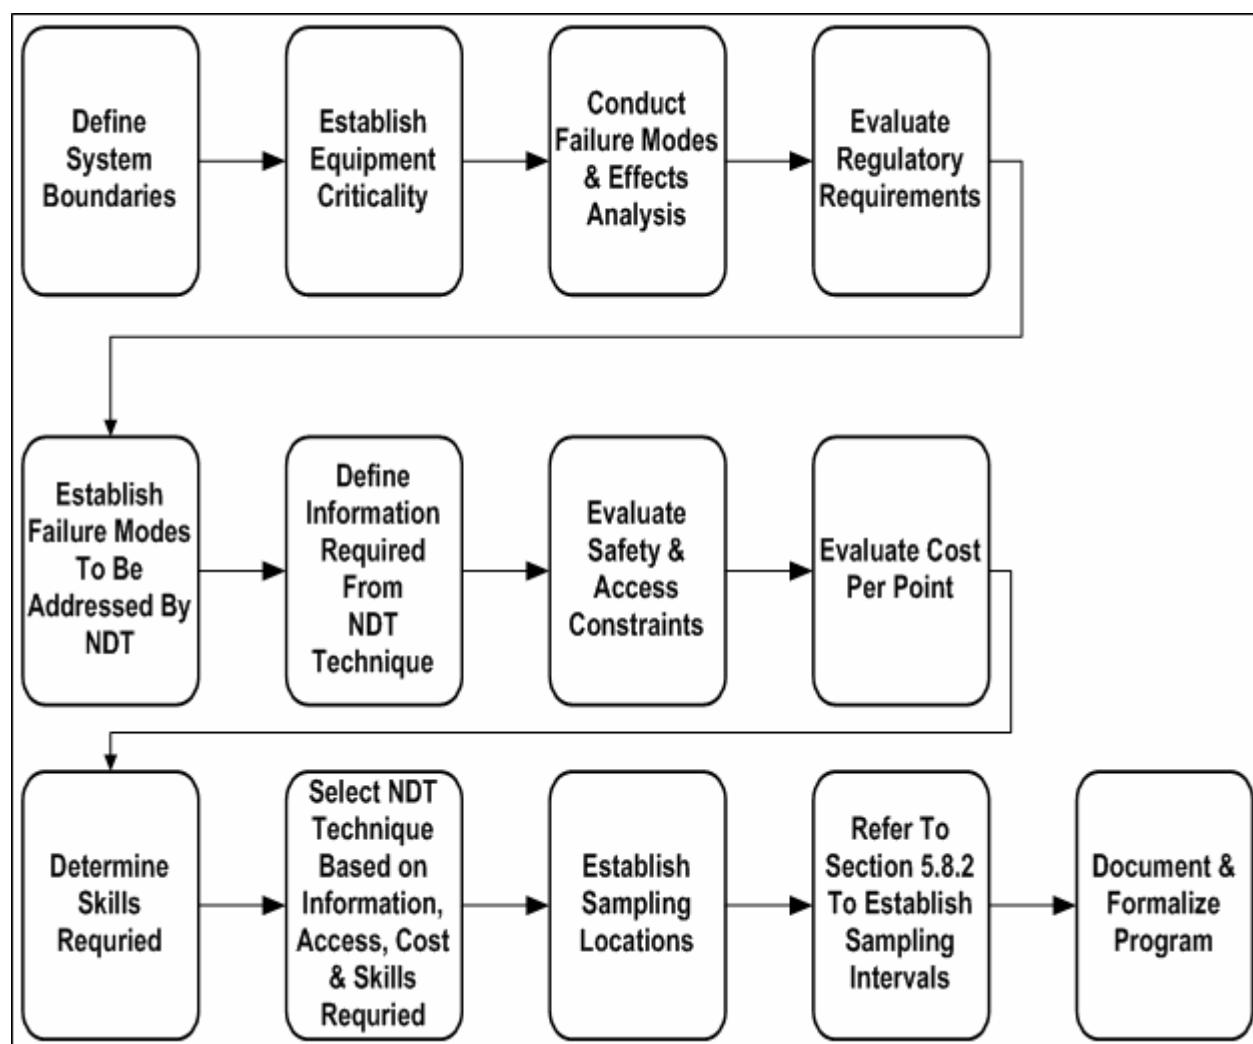 Define
System
Boundaries
Establish
Equipment
Criticality
Conduct
Failure Modes
& Effects
Analysis
Evaluate
Regulatory
Requirements
Establish
Failure Modes
To Be
Addressed By
NDT
Define
Information
Required
From
NDT
Technique
Evaluate
Safety &
Access
Constraints
Evaluate Cost
Per Point
Determine
Skills
Requried
Select NDT
Technique
Based on
Information,
Access, Cost
& Skills
Requried
Establish
Sampling
Locations
Refer To
Section 5.8.2
To Establish
Sampling
Intervals
Document &
Formalize
Program